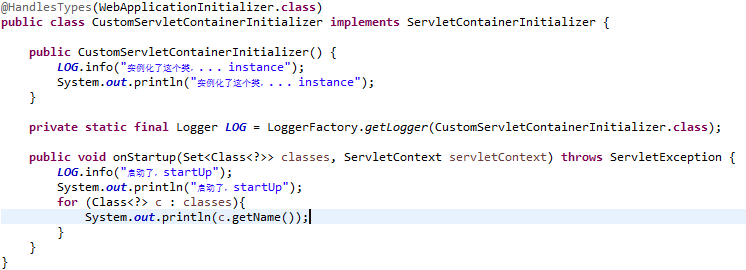 @HandlesTypes(WebApplicationInitializer.class)
public class CustomServletContainerInitializer implements ServletContainerInitializer {
public CustomServletContainerInitializer() {
LOG.info("实例化了这个类，... instance");
System.out.println("实例化了这个类，... instance");
}
private static final Logger LOG = LoggerFactory.getLogger(CustomServletContainerInitializer.class);
public void onStartup(Set<Class<?>> classes, ServletContext servletContext) throws ServletException {
LOG.info("启动了，startUp");
System.out.println("启动了，startUp");
for (Class<?> c : classes){
System.out.println(c.getName());
}
}
}